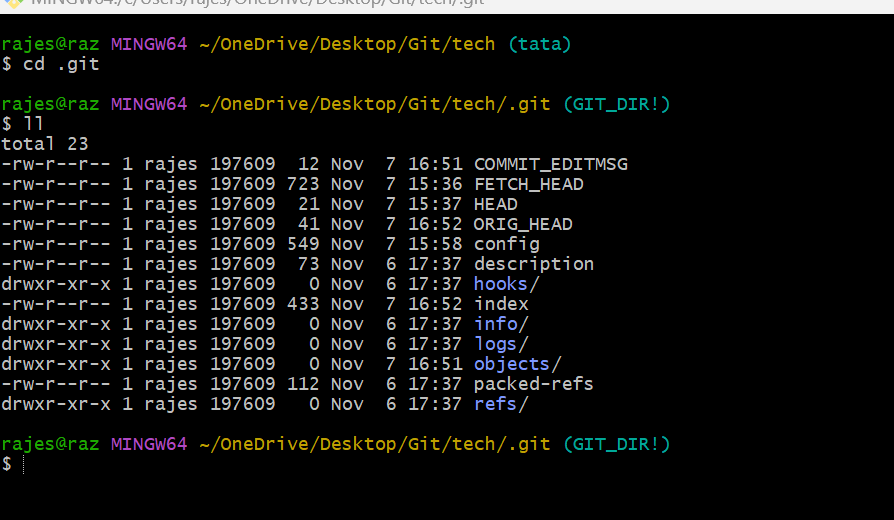 MINGW64:/c/Users/rajes/OneDrive/Desktop/Git/tech/.git
rajes@raz MINGW64 ~/OneDrive/Desktop/Git/tech (tata)
$ cd .git
rajes@raz MINGW64 ~/OneDrive/Desktop/Git/tech/.git (GIT_DIR!)
$ ll
total 23
-rw-r--r-- 1 rajes 197609  12 Nov  7 16:51 COMMIT_EDITMSG
-rw-r--r-- 1 rajes 197609 723 Nov  7 15:36 FETCH_HEAD
-rw-r--r-- 1 rajes 197609  21 Nov  7 15:37 HEAD
-rw-r--r-- 1 rajes 197609  41 Nov  7 16:52 ORIG_HEAD
-rw-r--r-- 1 rajes 197609 549 Nov  7 15:58 config
-rw-r--r-- 1 rajes 197609  73 Nov  6 17:37 description
drwxr-xr-x 1 rajes 197609   0 Nov  6 17:37 hooks/
-rw-r--r-- 1 rajes 197609 433 Nov  7 16:52 index
drwxr-xr-x 1 rajes 197609   0 Nov  6 17:37 info/
drwxr-xr-x 1 rajes 197609   0 Nov  6 17:37 logs/
drwxr-xr-x 1 rajes 197609   0 Nov  7 16:51 objects/
-rw-r--r-- 1 rajes 197609 112 Nov  6 17:37 packed-refs
drwxr-xr-x 1 rajes 197609   0 Nov  6 17:37 refs/
rajes@raz MINGW64 ~/OneDrive/Desktop/Git/tech/.git (GIT_DIR!)
$